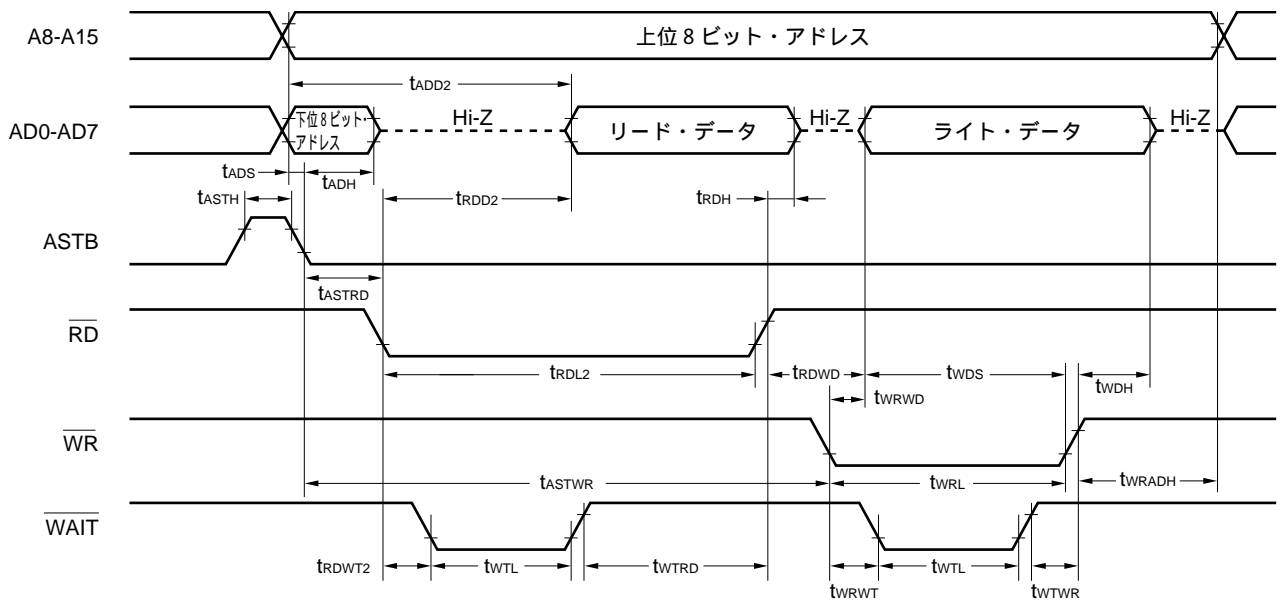 A8-A15
上位8ビット・アドレス
tADD2
AD0-AD7
下位8ビット・
アドレス
Hi-Z
リード・データ
Hi-Z
ライト・データ
Hi-Z
tADS
tADH
tASTH
tRDD2
tRDH
ASTB
tASTRD
RD
tRDL2
tRDWD
tWDS
tWDH
tWRWD
WR
tASTWR
tWRL
tWRADH
WAIT
tRDWT2
tWTL
tWTRD
tWRWT
tWTL
tWTWR